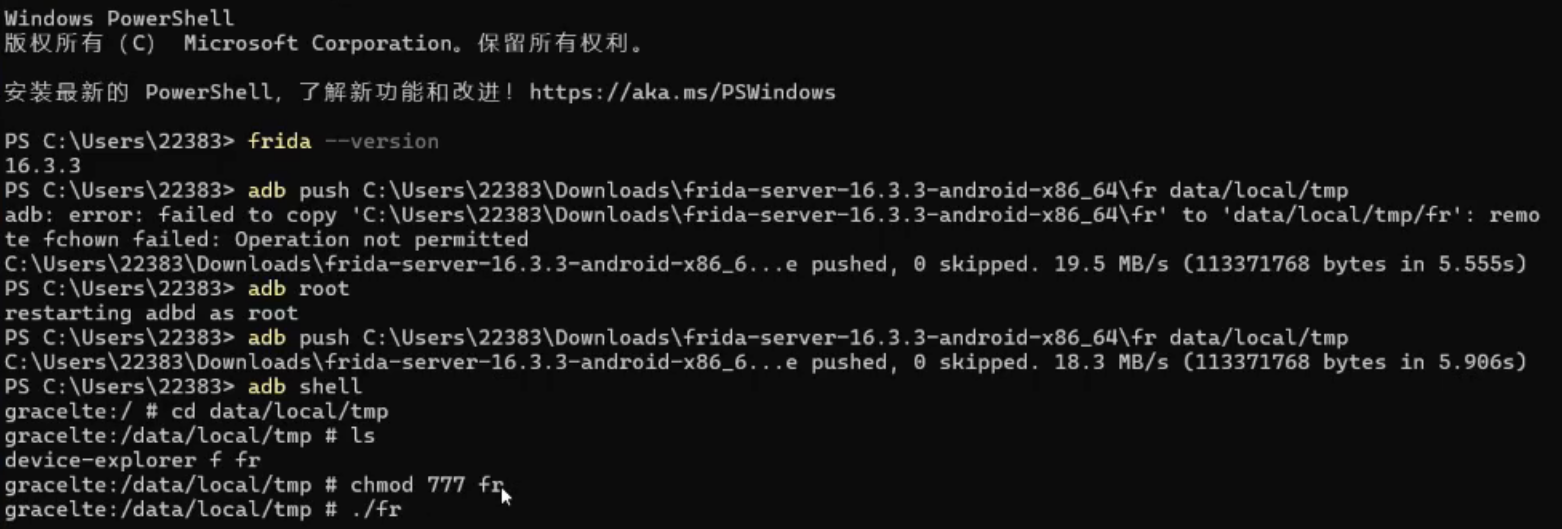 Windows PowerShell
版权所有 (C)  Microsoft Corporation。保留所有权利。
安装最新的 PowerShell，了解新功能和改进！https://aka.ms/PSWindows
PS C:\Users\22383> frida --version
16.3.3
PS C:\Users\22383> adb push C:\Users\22383\Downloads\frida-server-16.3.3-android-x86_64\fr data/local/tmp
adb: error: failed to copy 'C:\Users\22383\Downloads\frida-server-16.3.3-android-x86_64\fr' to 'data/local/tmp/fr': remo
te fchown failed: Operation not permitted
C:\Users\22383\Downloads\frida-server-16.3.3-android-x86_6...e pushed, 0 skipped. 19.5 MB/s (113371768 bytes in 5.555s)
PS C:\Users\22383> adb root
restarting adbd as root
PS C:\Users\22383> adb push C:\Users\22383\Downloads\frida-server-16.3.3-android-x86_64\fr data/local/tmp
C:\Users\22383\Downloads\frida-server-16.3.3-android-x86_6...e pushed, 0 skipped. 18.3 MB/s (113371768 bytes in 5.906s)
PS C:\Users\22383> adb shell
gracelte:/ # cd data/local/tmp
gracelte:/data/local/tmp # ls
device-explorer f fr
gracelte:/data/local/tmp # chmod 777 fr
gracelte:/data/local/tmp # ./fr